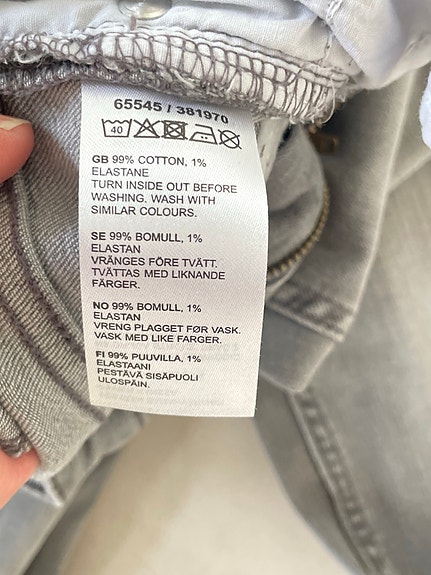 65545 / 381970
40
GB 99% COTTON, 1%
ELASTANE
TURN INSIDE OUT BEFORE
WASHING. WASH WITH
SIMILAR COLOURS.
SE 99% BOMULL, 1%
ELASTAN
VRÄNGES FÖRE TVÄTT.
TVÄTTAS MED LIKNANDE
FÄRGER.
NO 99% BOMULL, 1%
ELASTAN
VRENG PLAGGET FØR VASK.
VASK MED LIKE FARGER.
FI 99% PUUVILLA, 1%
ELASTAANI
PESTÄVÄ SISÄPUOLI
ULOSPÄIN.